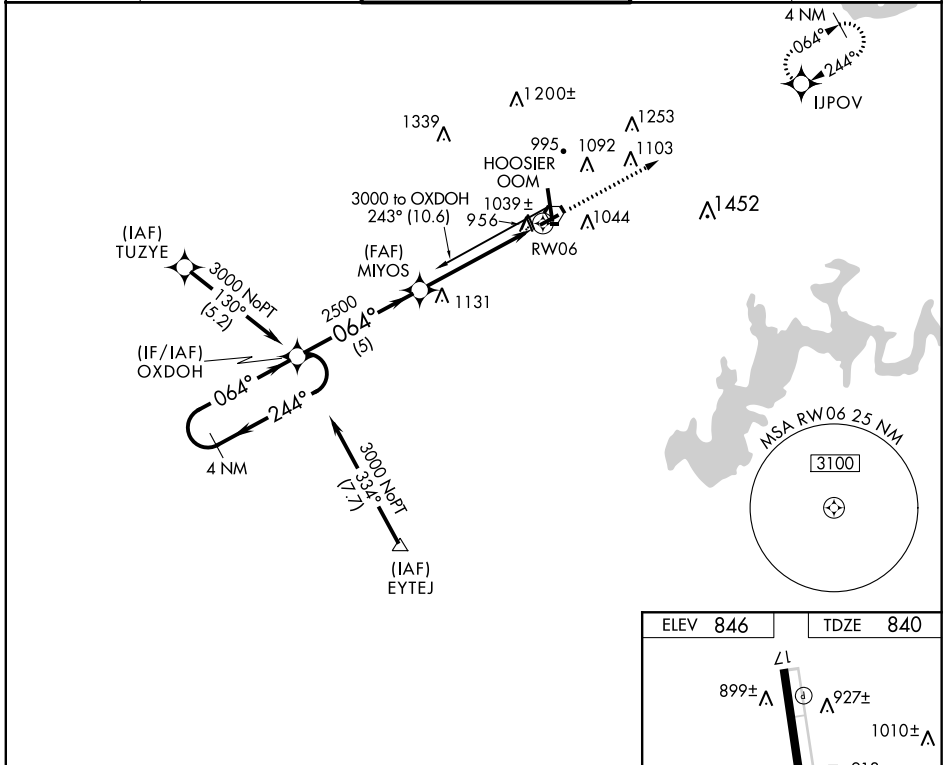 4 NM
064°
244°
IJPOV
1200±
1339
1253
995
1092
1103
HOOSIER
OOM
3000 to OXDOH
243° (10.6)
1039±
956
1044
1452
RW06
(IAF)
TUZYE
3000 NoPT
130°
(5.2)
(FAF)
MIYOS
1131
2500
064°
(5)
(IF/IAF)
OXDOH
064°
244°
4 NM
3000 NoPT
334°
(7.7)
(IAF)
EYTEJ
MSA RW06 25 NM
3100
ELEV 846
TDZE 840
17
899±
P
927±
1010±